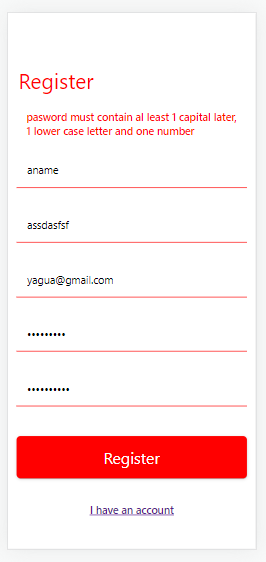 Register
pasword must contain al least 1 capital later,
1 lower case letter and one number
aname
assdasfsf
yagua@gmail.com
•••••••••
••••••••••
Register
I have an account